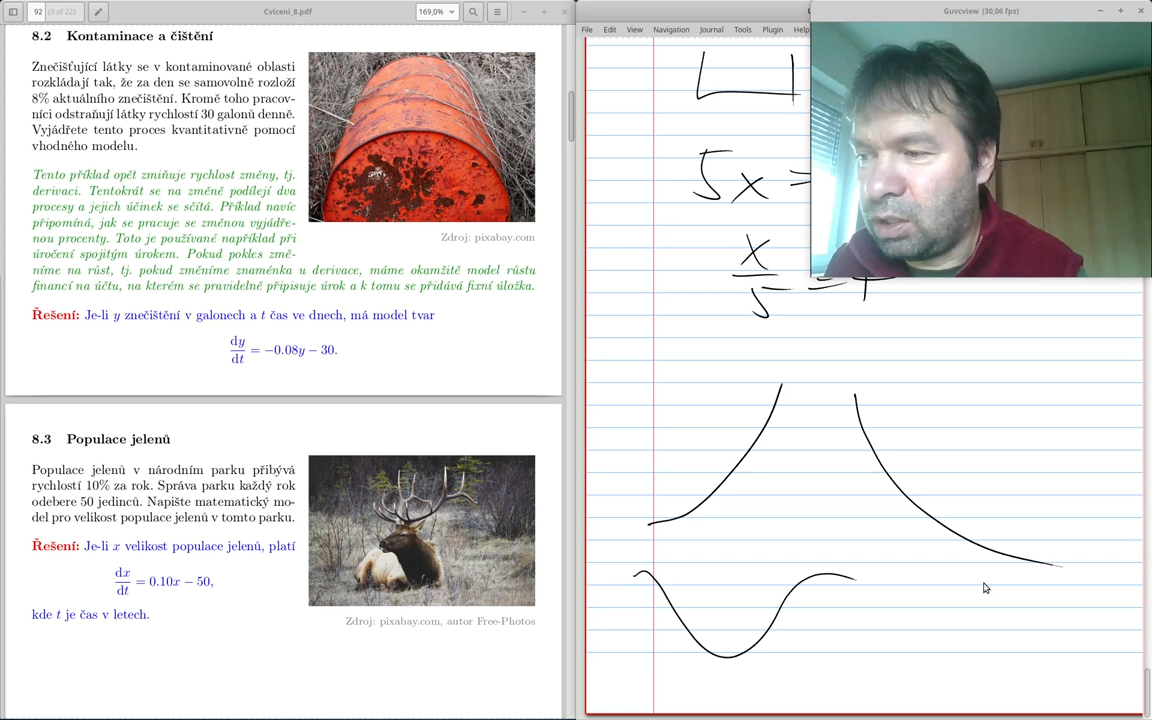 92 (3 of 22)
Cviceni_8.pdf
169,0%
8.2 Kontaminace a čištění
Znečišťující látky se v kontaminované oblasti
rozkládají tak, že za den se samovolně rozloží
8% aktuálního znečištění. Kromě toho pracov-
níci odstraňují látky rychlostí 30 galonů denně.
Vyjádřete tento proces kvantitativně pomocí
vhodného modelu.
Zdroj: pixabay.com
Tento příklad opět zmiňuje rychlost změny, tj.
derivaci. Tentokrát se na změně podílejí dva
procesy a jejich účinek se sčítá. Příklad navíc
připomíná, jak se pracuje se změnou vyjádře-
nou procenty. Toto je používané například při
úročení spojitým úrokem. Pokud pokles změ-
níme na růst, tj. pokud změníme znaménka u derivace, máme okamžitě model růstu
financí na účtu, na kterém se pravidelně připisuje úrok a k tomu se přidává fixní úložka.
Řešení: Je-li y znečištění v galonech a t čas ve dnech, má model tvar
dy/dt = −0.08y − 30.
8.3 Populace jelenů
Populace jelenů v národním parku přibývá
rychlostí 10% za rok. Správa parku každý rok
odebere 50 jedinců. Napište matematický mo-
del pro velikost populace jelenů v tomto parku.
Řešení: Je-li x velikost populace jelenů, platí
dx/dt = 0.10x − 50,
kde t je čas v letech.
Zdroj: pixabay.com, autor Free-Photos
File Edit View Navigation Journal Tools Plugin Help
Guvcview (30,06 fps)
5x =
x/5 =